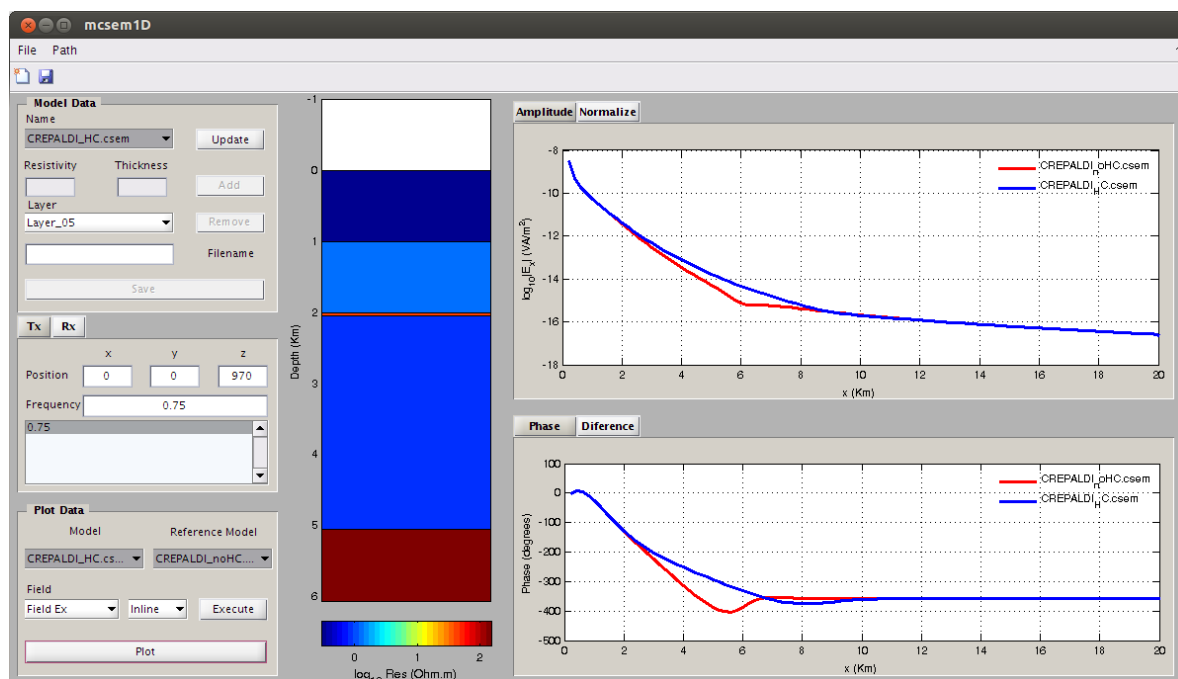 mcsem1D
File Path
Model Data
Name
CREPALDI_HC.csem Update
Resistivity Thickness
Add
Layer
Layer_05 Remove
Filename
Save
Tx Rx
x y z
Position 0 0 970
Frequency 0.75
0.75
Plot Data
Model Reference Model
CREPALDI_HC.cs... CREPALDI_noHC....
Field
Field Ex Inline Execute
Plot
-1
0
1
2
3
4
5
6
Depth (Km)
0 1 2
log10 Res (Ohm.m)
Amplitude Normalize
-8
-10
-12
-14
-16
-18
log10|Ex| (VA/m²)
CREPALDI_noHC.csem
CREPALDI_HC.csem
0 2 4 6 8 10 12 14 16 18 20
x (Km)
Phase Diference
100
0
-100
-200
-300
-400
-500
Phase (degrees)
CREPALDI_noHC.csem
CREPALDI_HC.csem
0 2 4 6 8 10 12 14 16 18 20
x (Km)